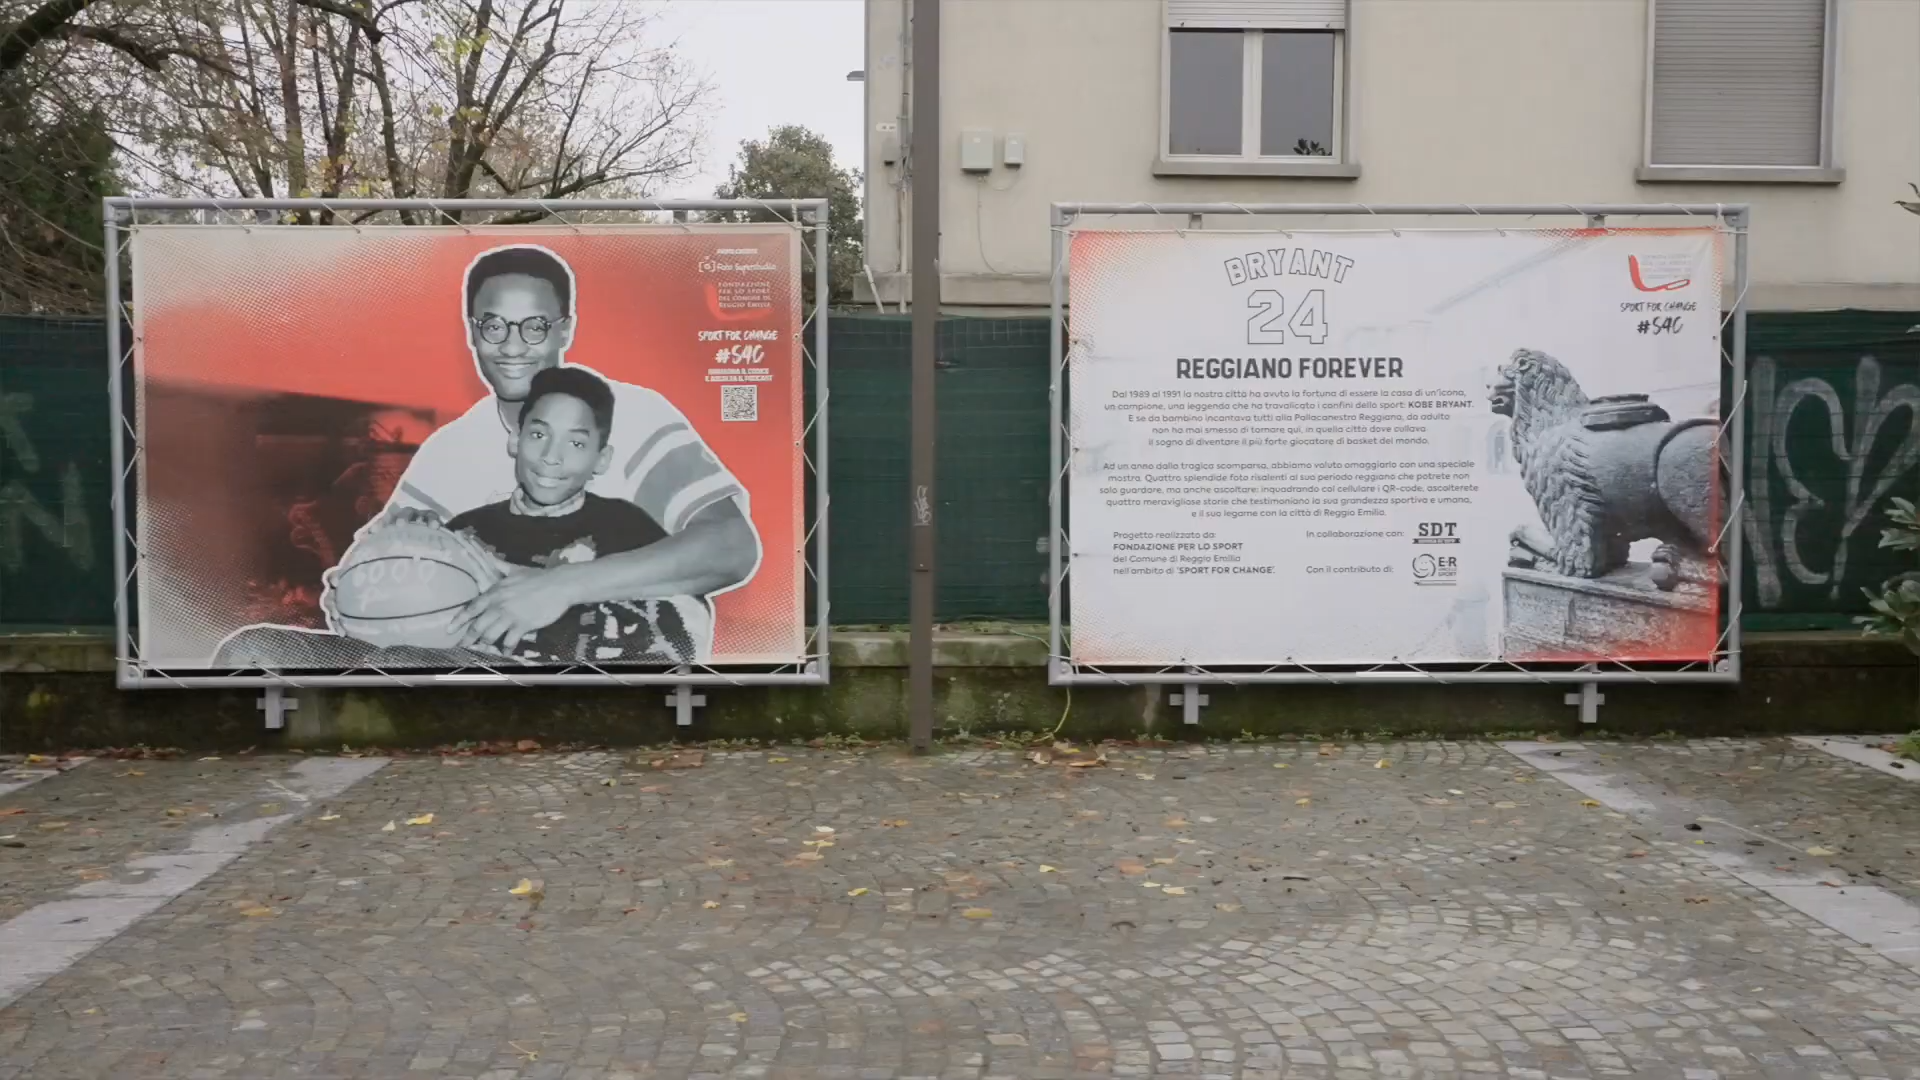 Foto Superstudio
FONDAZIONE
PER LO SPORT
DEL COMUNE DI
REGGIO EMILIA
SPORT FOR CHANGE
#S4C
INQUADRA IL CODICE
E ASCOLTA IL PODCAST
BRYANT
24
REGGIANO FOREVER
Dal 1989 al 1991 la nostra città ha avuto la fortuna di essere la casa di un'icona,
un campione, una leggenda che ha travalicato i confini dello sport: KOBE BRYANT.
E se da bambino incantava tutti alla Pallacanestro Reggiana, da adulto
non ha mai smesso di tornare qui, in quella città dove cullava
il sogno di diventare il più forte giocatore di basket del mondo.
Ad un anno dalla tragica scomparsa, abbiamo voluto omaggiarlo con una speciale
mostra. Quattro splendide foto risalenti al suo periodo reggiano che potrete non
solo guardare, ma anche ascoltare: inquadrando col cellulare i QR-code, ascolterete
quattro meravigliose storie che testimoniano la sua grandezza sportiva e umana,
e il suo legame con la città di Reggio Emilia.
Progetto realizzato da:
FONDAZIONE PER LO SPORT
del Comune di Reggio Emilia
nell'ambito di "SPORT FOR CHANGE".
In collaborazione con:
SDT
Con il contributo di:
E-R
SPORT
SPORT FOR CHANGE
#S4C